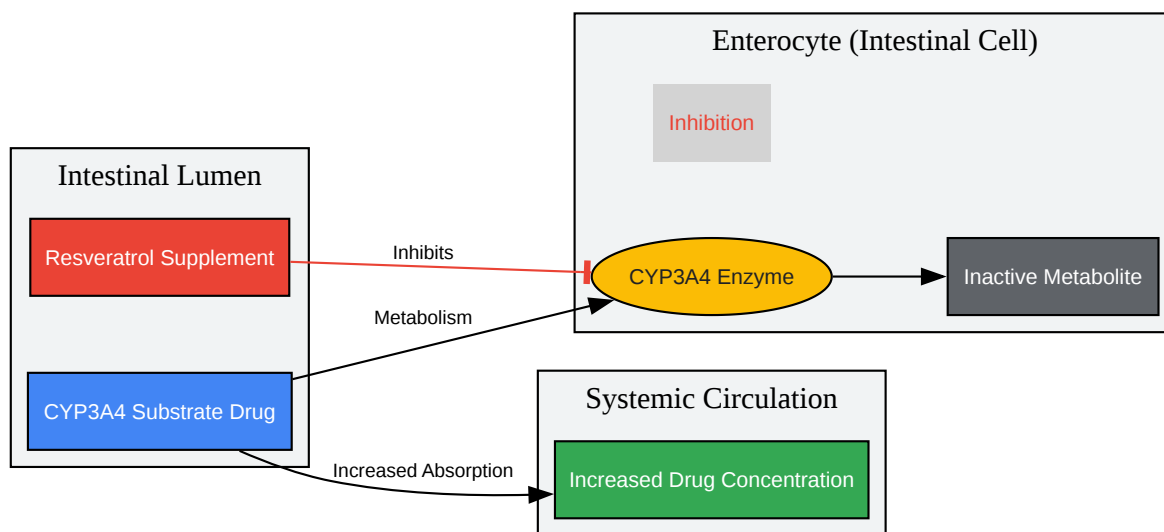 Enterocyte (Intestinal Cell)
Inhibition
Intestinal Lumen
Resveratrol Supplement
Inhibits
CYP3A4 Enzyme
Inactive Metabolite
Metabolism
CYP3A4 Substrate Drug
Systemic Circulation
Increased Absorption
Increased Drug Concentration